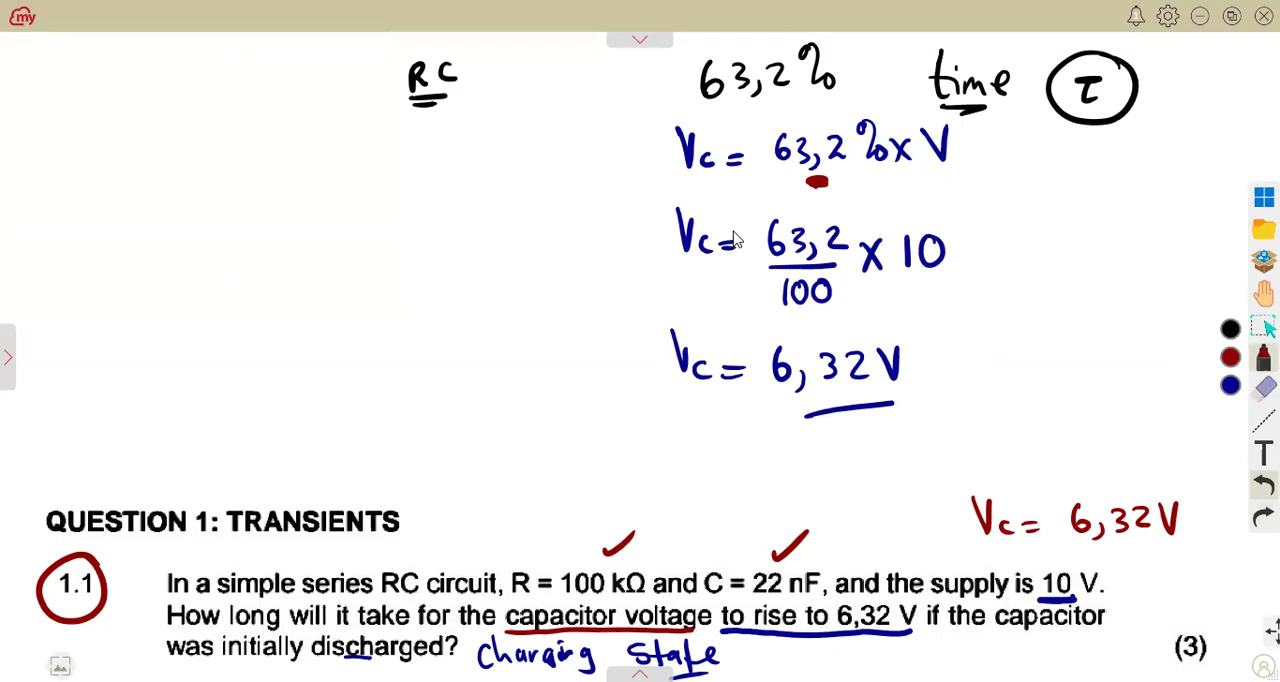 my
RC
63,2% time τ
Vc = 63,2% x V
Vc = 63,2/100 x 10
Vc = 6,32 V
Vc = 6,32 V
QUESTION 1: TRANSIENTS
1.1 In a simple series RC circuit, R = 100 kΩ and C = 22 nF, and the supply is 10 V.
How long will it take for the capacitor voltage to rise to 6,32 V if the capacitor
was initially discharged? (3)
Charging State
T